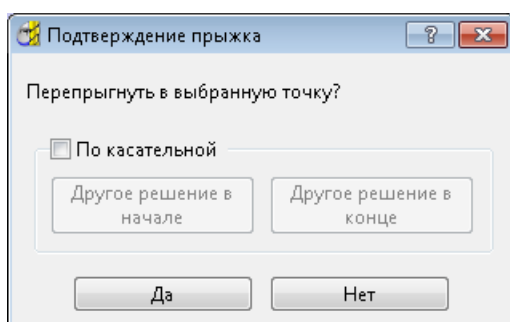 Подтверждение прыжка
Перепрыгнуть в выбранную точку?
По касательной
Другое решение в
начале
Другое решение в
конце
Да
Нет